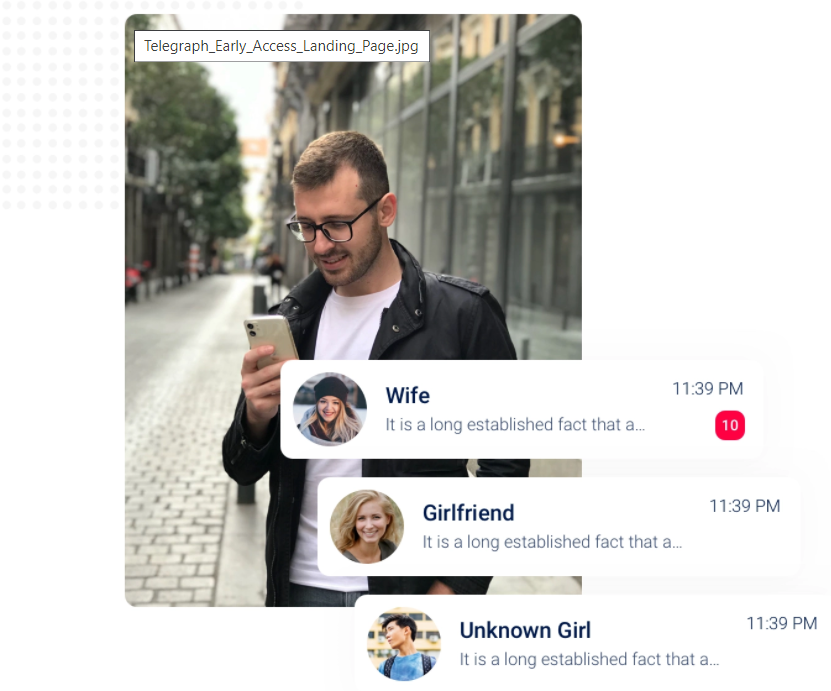 Telegraph_Early_Access_Landing_Page.jpg
Wife
11:39 PM
It is a long established fact that a...
10
Girlfriend
11:39 PM
It is a long established fact that a...
Unknown Girl
11:39 PM
It is a long established fact that a...